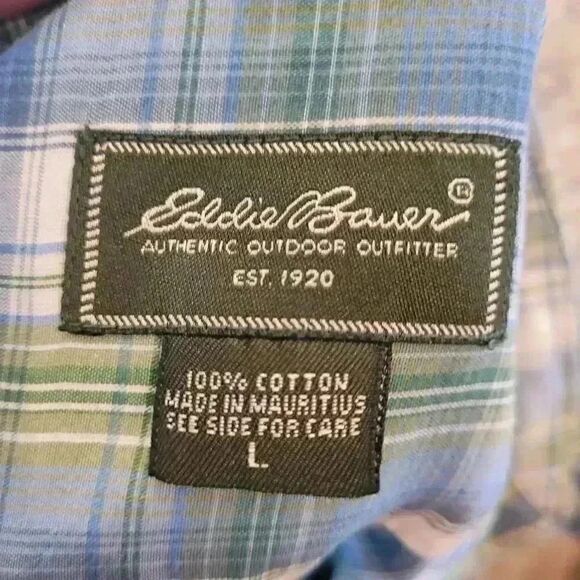 Eddie Bauer ®
AUTHENTIC OUTDOOR OUTFITTER
EST. 1920
100% COTTON
MADE IN MAURITIUS
SEE SIDE FOR CARE
L